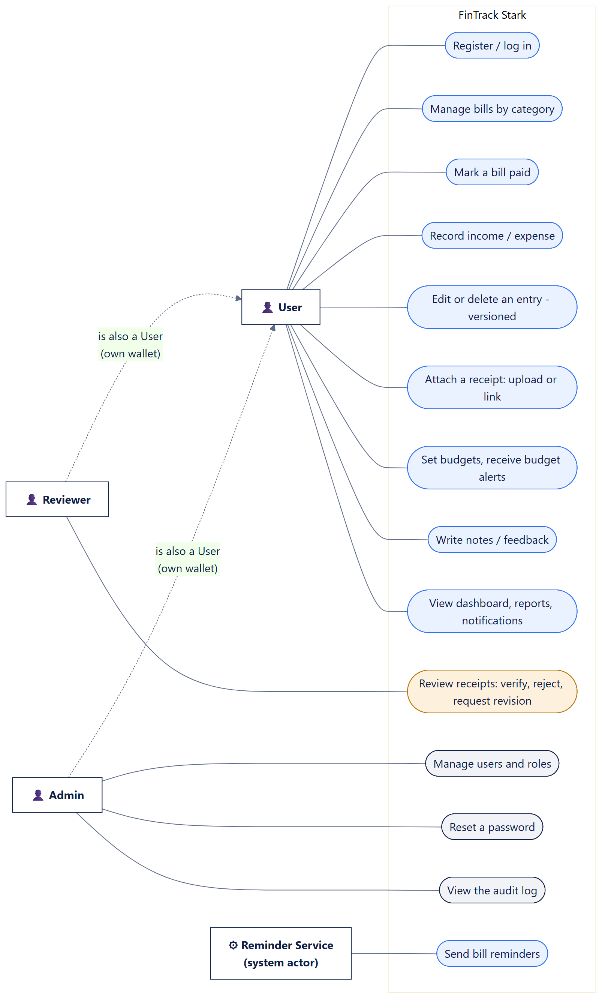 FinTrack Stark
Register / log in
Manage bills by category
Mark a bill paid
Record income / expense
User
Edit or delete an entry -
versioned
is also a User
(own wallet)
Attach a receipt: upload or
link
Set budgets, receive budget
alerts
Reviewer
Write notes / feedback
is also a User
(own wallet)
View dashboard, reports,
notifications
Review receipts: verify, reject,
request revision
Manage users and roles
Admin
Reset a password
View the audit log
Reminder Service
(system actor)
Send bill reminders